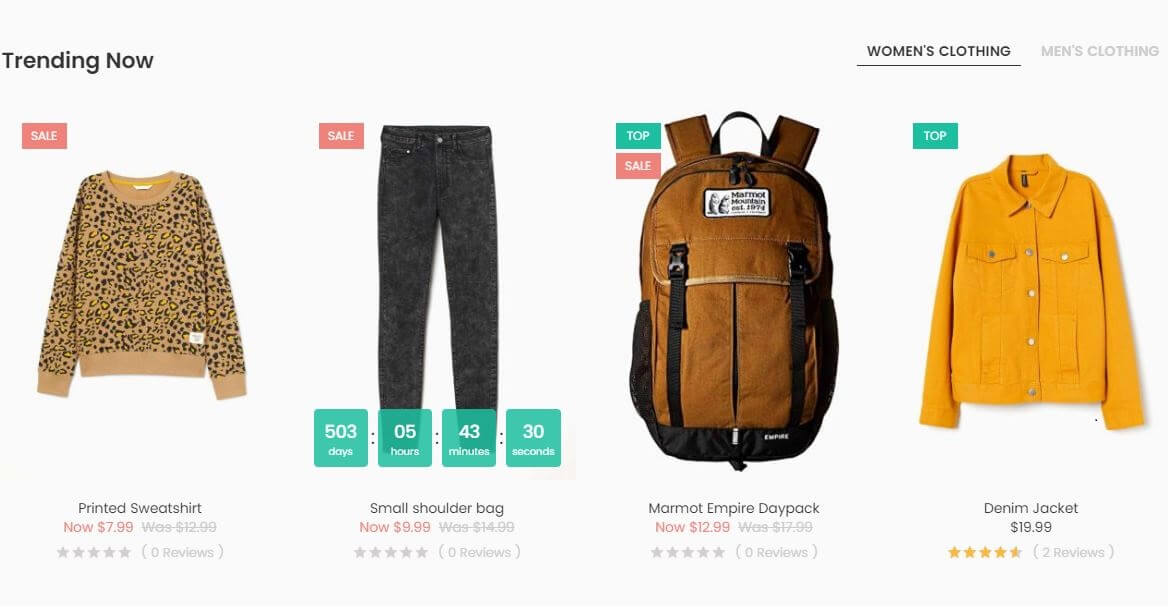 Trending Now
WOMEN'S CLOTHING
MEN'S CLOTHING
SALE
SALE
TOP
SALE
TOP
Marmot
Mountain
est. 1974
EMPIRE
503
days
:
05
hours
:
43
minutes
:
30
seconds
Printed Sweatshirt
Now $7.99 Was $12.99
( 0 Reviews )
Small shoulder bag
Now $9.99 Was $14.99
( 0 Reviews )
Marmot Empire Daypack
Now $12.99 Was $17.99
( 0 Reviews )
Denim Jacket
$19.99
( 2 Reviews )